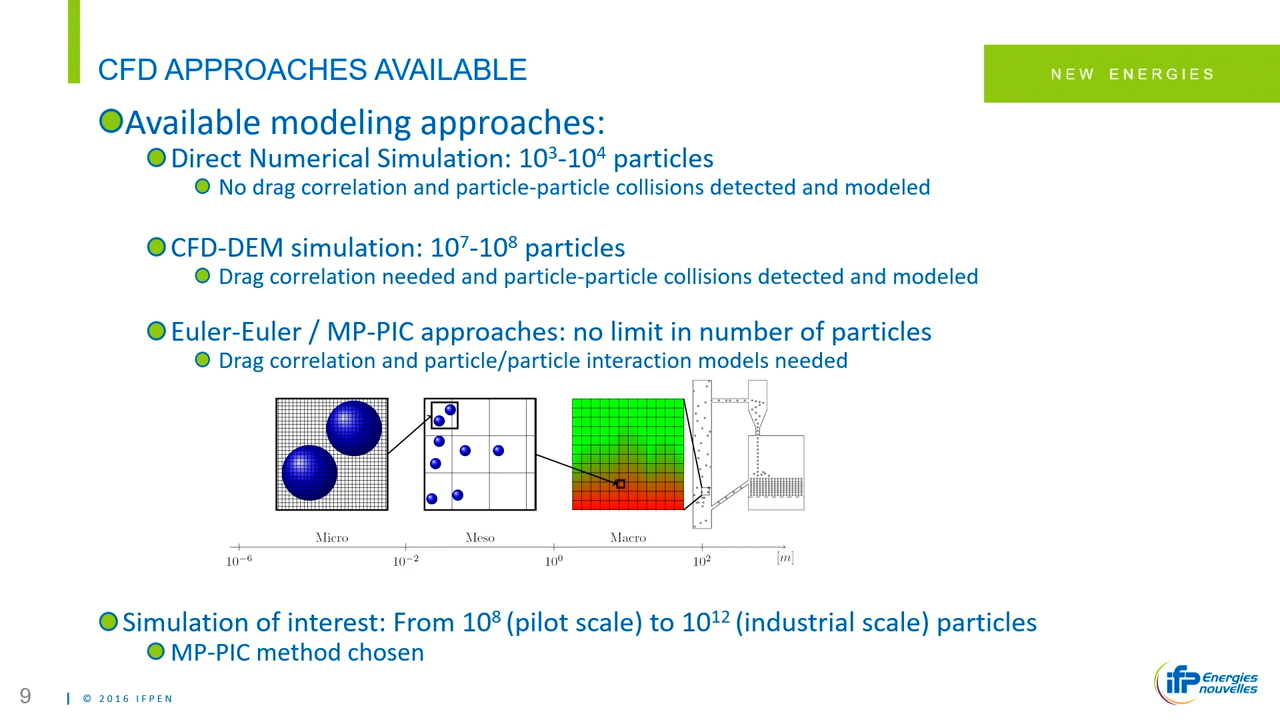 CFD APPROACHES AVAILABLE
NEW ENERGIES
Available modeling approaches:
Direct Numerical Simulation: 10³-10⁴ particles
No drag correlation and particle-particle collisions detected and modeled
CFD-DEM simulation: 10⁷-10⁸ particles
Drag correlation needed and particle-particle collisions detected and modeled
Euler-Euler / MP-PIC approaches: no limit in number of particles
Drag correlation and particle/particle interaction models needed
Micro Meso Macro
10⁻⁶ 10⁻² 10⁰ 10² [m]
Simulation of interest: From 10⁸ (pilot scale) to 10¹² (industrial scale) particles
MP-PIC method chosen
9 | © 2016 IFPEN
ifp Energies
nouvelles